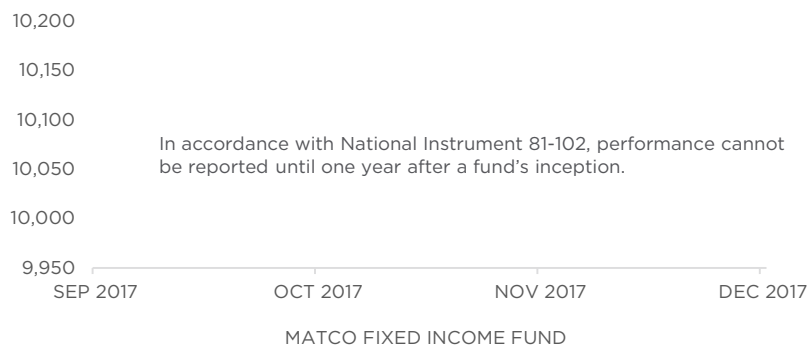 10,200
10,150
10,100
In accordance with National Instrument 81-102, performance cannot
be reported until one year after a fund’s inception.
10,050
10,000
9,950
SEP 2017 OCT 2017 NOV 2017 DEC 2017
MATCO FIXED INCOME FUND